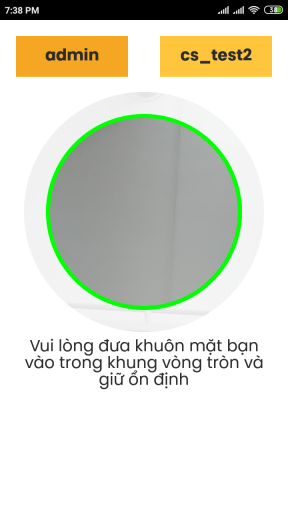 7:38 PM
38
admin
cs_test2
Vui lòng đưa khuôn mặt bạn
vào trong khung vòng tròn và
giữ ổn định